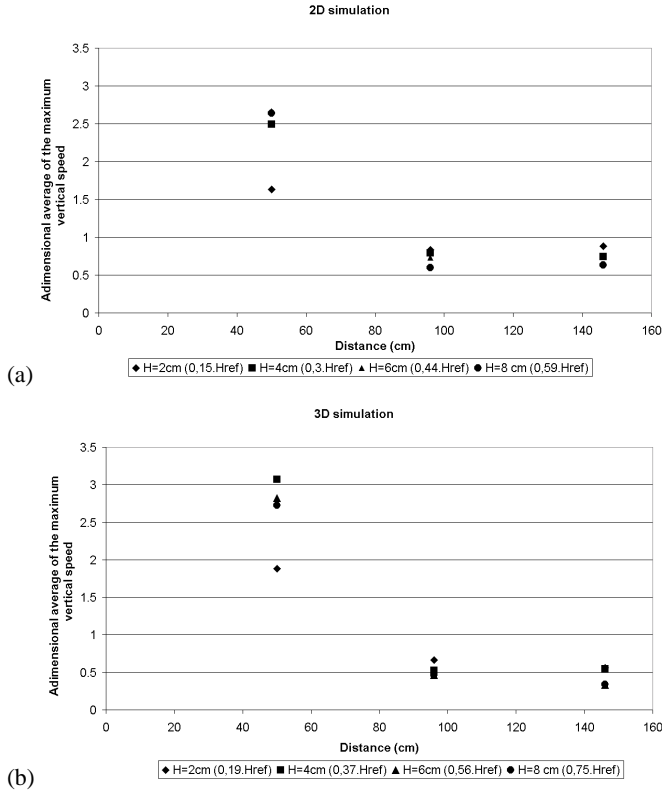 2D simulation
3.5
3
2.5
2
1.5
1
0.5
0
0 20 40 60 80 100 120 140 160
Adimensional average of the maximum
vertical speed
Distance (cm)
H=2cm (0,15.Href) H=4cm (0,3.Href) H=6cm (0,44.Href) H=8 cm (0,59.Href)
(a)
3D simulation
3.5
3
2.5
2
1.5
1
0.5
0
0 20 40 60 80 100 120 140 160
Adimensional average of the maximum
vertical speed
Distance (cm)
H=2cm (0,19.Href) H=4cm (0,37.Href) H=6cm (0,56.Href) H=8 cm (0,75.Href)
(b)